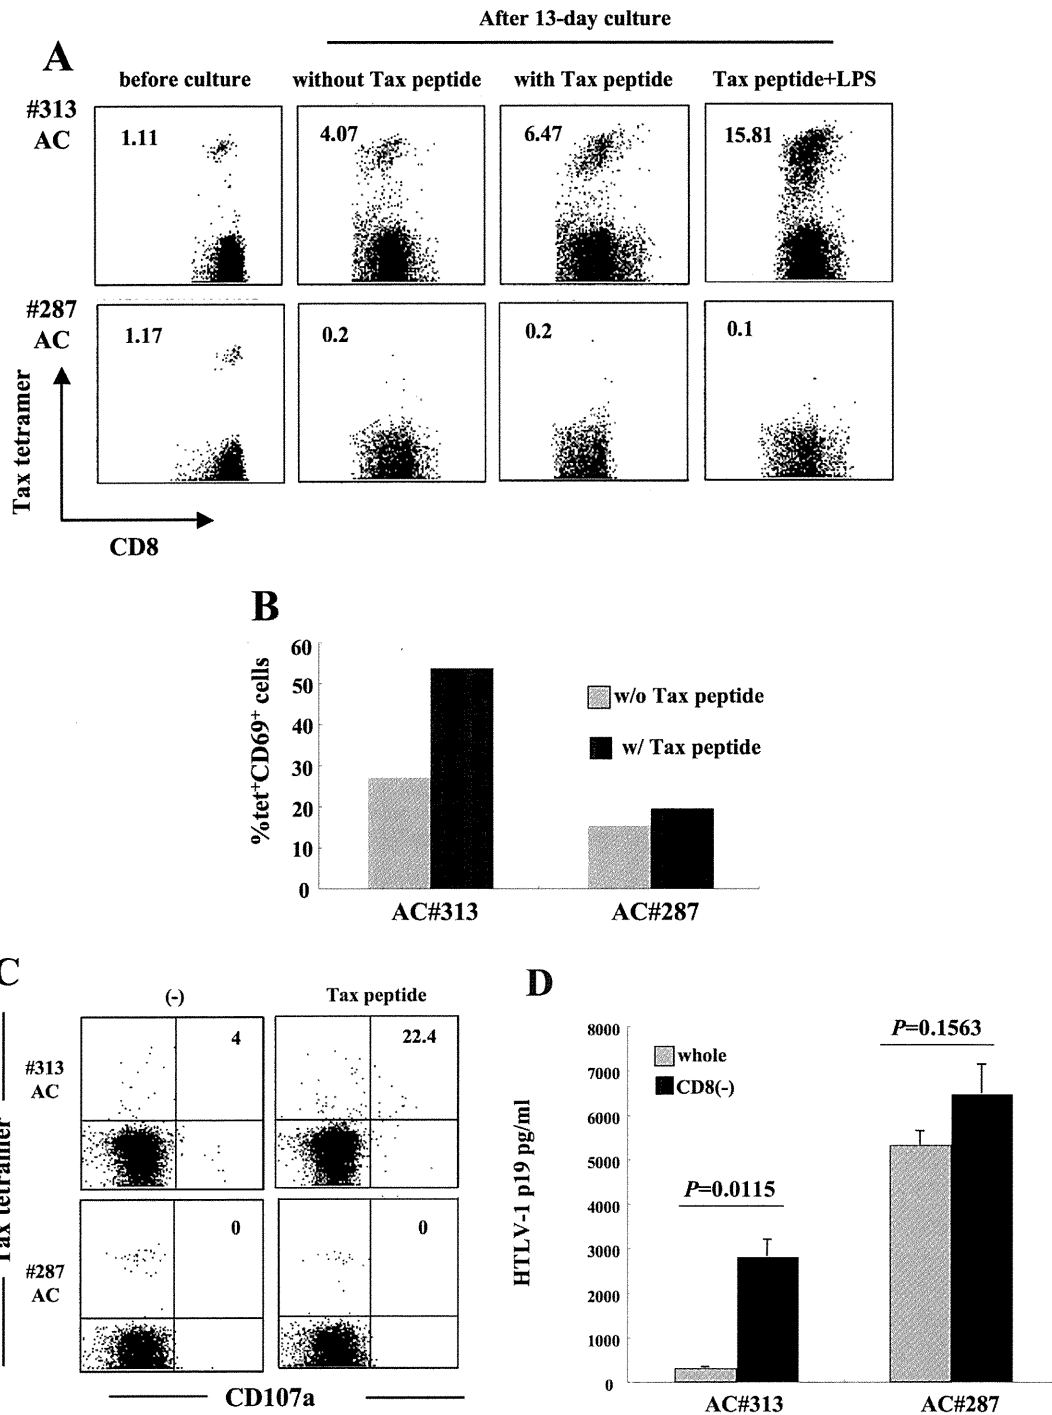 After 13-day culture
A
before culture
without Tax peptide
with Tax peptide
Tax peptide+LPS
#313
AC
1.11
4.07
6.47
15.81
#287
AC
1.17
0.2
0.2
0.1
Tax tetramer
CD8
B
%tet+CD69+ cells
60
50
40
30
20
10
0
w/o Tax peptide
w/ Tax peptide
AC#313
AC#287
C
(-)
Tax peptide
#313
AC
4
22.4
#287
AC
0
0
Tax tetramer
CD107a
D
HTLV-1 p19 pg/ml
8000
7000
6000
5000
4000
3000
2000
1000
0
whole
CD8(-)
P=0.0115
P=0.1563
AC#313
AC#287